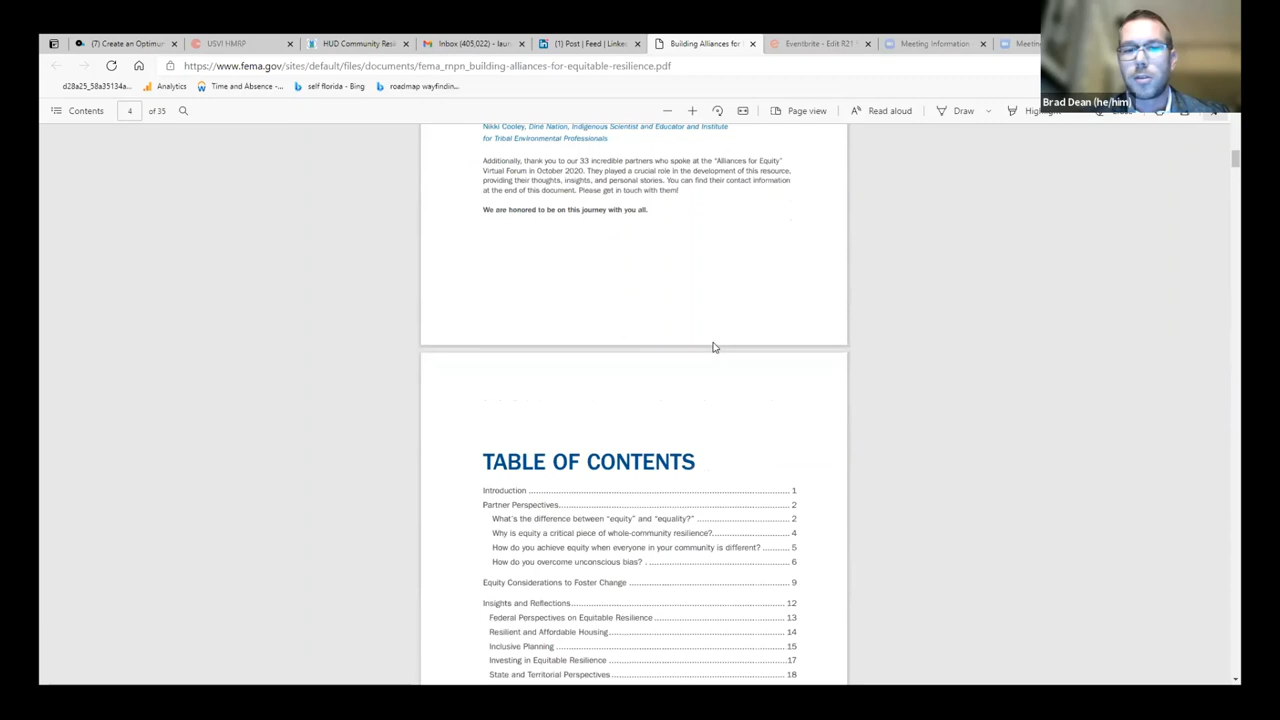 (7) Create an Optimum
USVI HMRP
HUD Community Resi
Inbox (405,022) - laur
(1) Post | Feed | Linke
Building Alliances for
Eventbrite - Edit R21
Meeting Information
Meetin
https://www.fema.gov/sites/default/files/documents/fema_rnpn_building-alliances-for-equitable-resilience.pdf
d28a25_58a35134a...
Analytics
Time and Absence -...
self florida - Bing
roadmap wayfindin...
Brad Dean (he/him)
Contents
4
of 35
Page view
Read aloud
Draw
Nikki Cooley, Diné Nation, Indigenous Scientist and Educator and Institute
for Tribal Environmental Professionals
Additionally, thank you to our 33 incredible partners who spoke at the “Alliances for Equity”
Virtual Forum in October 2020. They played a crucial role in the development of this resource,
providing their thoughts, insights, and personal stories. You can find their contact information
at the end of this document. Please get in touch with them!
We are honored to be on this journey with you all.
TABLE OF CONTENTS
Introduction 1
Partner Perspectives 2
What's the difference between “equity” and “equality?” 2
Why is equity a critical piece of whole-community resilience? 4
How do you achieve equity when everyone in your community is different? 5
How do you overcome unconscious bias? 6
Equity Considerations to Foster Change 9
Insights and Reflections 12
Federal Perspectives on Equitable Resilience 13
Resilient and Affordable Housing 14
Inclusive Planning 15
Investing in Equitable Resilience 17
State and Territorial Perspectives 18